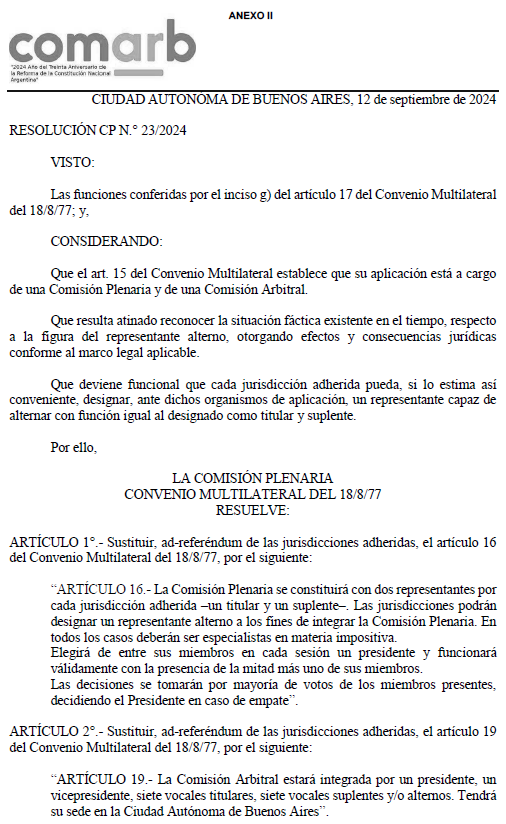 ANEXO II
comarb
"2024 Año del Treinta Aniversario de
la Reforma de la Constitución Nacional
Argentina"
CIUDAD AUTONÓMA DE BUENOS AIRES, 12 de septiembre de 2024
RESOLUCIÓN CP N.° 23/2024
VISTO:
Las funciones conferidas por el inciso g) del artículo 17 del Convenio Multilateral
del 18/8/77; y,
CONSIDERANDO:
Que el art. 15 del Convenio Multilateral establece que su aplicación está a cargo
de una Comisión Plenaria y de una Comisión Arbitral.
Que resulta atinado reconocer la situación fáctica existente en el tiempo, respecto
a la figura del representante alterno, otorgando efectos y consecuencias jurídicas
conforme al marco legal aplicable.
Que deviene funcional que cada jurisdicción adherida pueda, si lo estima así
conveniente, designar, ante dichos organismos de aplicación, un representante capaz de
alternar con función igual al designado como titular y suplente.
Por ello,
LA COMISIÓN PLENARIA
CONVENIO MULTILATERAL DEL 18/8/77
RESUELVE:
ARTÍCULO 1°.- Sustituir, ad-referéndum de las jurisdicciones adheridas, el artículo 16
del Convenio Multilateral del 18/8/77, por el siguiente:
“ARTÍCULO 16.- La Comisión Plenaria se constituirá con dos representantes por
cada jurisdicción adherida –un titular y un suplente–. Las jurisdicciones podrán
designar un representante alterno a los fines de integrar la Comisión Plenaria. En
todos los casos deberán ser especialistas en materia impositiva.
Elegirá de entre sus miembros en cada sesión un presidente y funcionará
válidamente con la presencia de la mitad más uno de sus miembros.
Las decisiones se tomarán por mayoría de votos de los miembros presentes,
decidiendo el Presidente en caso de empate”.
ARTÍCULO 2°.- Sustituir, ad-referéndum de las jurisdicciones adheridas, el artículo 19
del Convenio Multilateral del 18/8/77, por el siguiente:
“ARTÍCULO 19.- La Comisión Arbitral estará integrada por un presidente, un
vicepresidente, siete vocales titulares, siete vocales suplentes y/o alternos. Tendrá
su sede en la Ciudad Autónoma de Buenos Aires”.